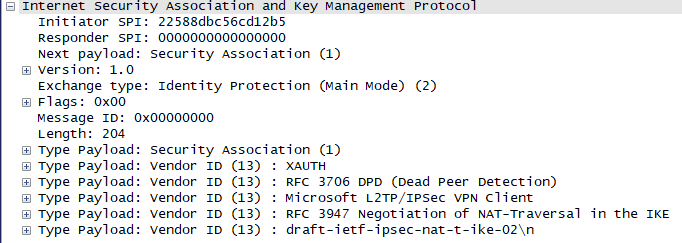 Internet Security Association and Key Management Protocol
Initiator SPI: 22588dbc56cd12b5
Responder SPI: 0000000000000000
Next payload: Security Association (1)
Version: 1.0
Exchange type: Identity Protection (Main Mode) (2)
Flags: 0x00
Message ID: 0x00000000
Length: 204
Type Payload: Security Association (1)
Type Payload: Vendor ID (13) : XAUTH
Type Payload: Vendor ID (13) : RFC 3706 DPD (Dead Peer Detection)
Type Payload: Vendor ID (13) : Microsoft L2TP/IPSec VPN Client
Type Payload: Vendor ID (13) : RFC 3947 Negotiation of NAT-Traversal in the IKE
Type Payload: Vendor ID (13) : draft-ietf-ipsec-nat-t-ike-02\n